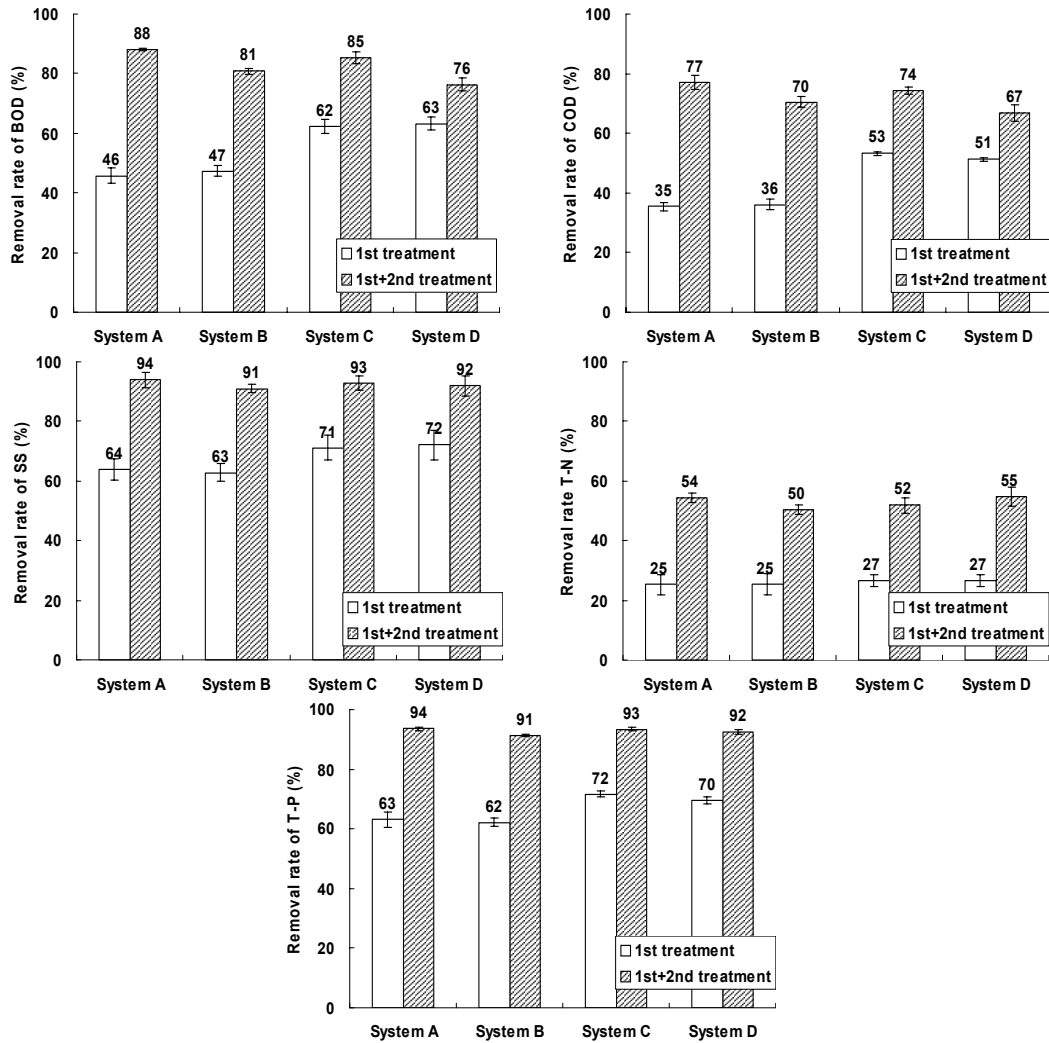 Removal rate of BOD (%)
100
80
60
40
20
0
46
88
47
81
62
85
63
76
1st treatment
1st+2nd treatment
System A
System B
System C
System D
Removal rate of COD (%)
100
80
60
40
20
0
35
77
36
70
53
74
51
67
1st treatment
1st+2nd treatment
System A
System B
System C
System D
Removal rate of SS (%)
100
80
60
40
20
0
64
94
63
91
71
93
72
92
1st treatment
1st+2nd treatment
System A
System B
System C
System D
Removal rate T-N (%)
100
80
60
40
20
0
25
54
25
50
27
52
27
55
1st treatment
1st+2nd treatment
System A
System B
System C
System D
Removal rate of T-P (%)
100
80
60
40
20
0
63
94
62
91
72
93
70
92
1st treatment
1st+2nd treatment
System A
System B
System C
System D